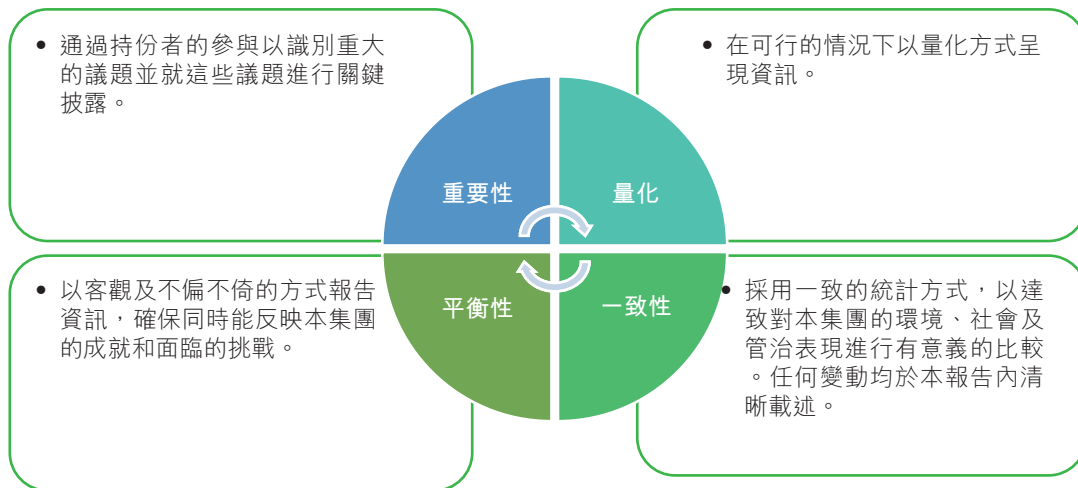 • 通過持份者的參與以識別重大
的議題並就這些議題進行關鍵
披露。
• 在可行的情況下以量化方式呈
現資訊。
重要性
量化
• 以客觀及不偏不倚的方式報告
資訊，確保同時能反映本集團
的成就和面臨的挑戰。
平衡性
一致性
• 採用一致的統計方式，以達
致對本集團的環境、社會及
管治表現進行有意義的比較
。任何變動均於本報告內清
晰載述。